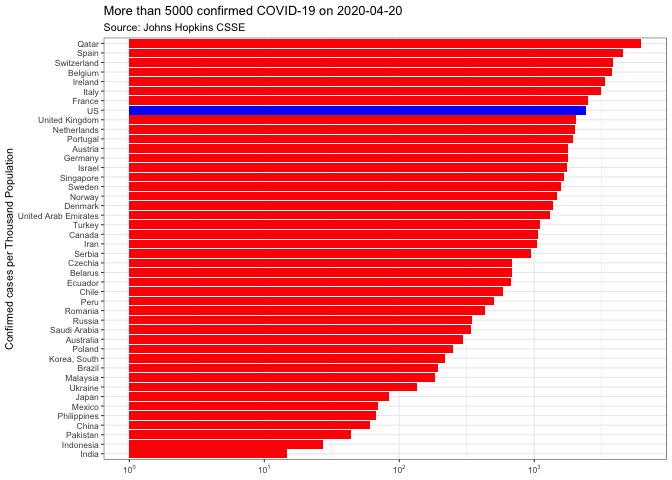 More than 5000 confirmed COVID-19 on 2020-04-20
Source: Johns Hopkins CSSE
Confirmed cases per Thousand Population
Qatar
Spain
Switzerland
Belgium
Ireland
Italy
France
US
United Kingdom
Netherlands
Portugal
Austria
Germany
Israel
Singapore
Sweden
Norway
Denmark
United Arab Emirates
Turkey
Canada
Iran
Serbia
Czechia
Belarus
Ecuador
Chile
Peru
Romania
Russia
Saudi Arabia
Australia
Poland
Korea, South
Brazil
Malaysia
Ukraine
Japan
Mexico
Philippines
China
Pakistan
Indonesia
India
10⁰ 10¹ 10² 10³